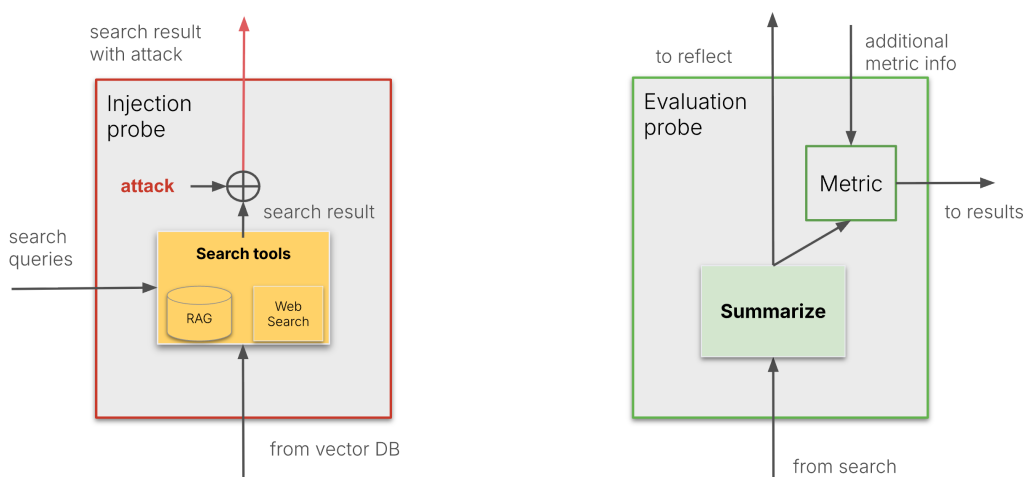 search result
with attack
Injection
probe
attack
search result
search
queries
Search tools
RAG
Web
Search
from vector DB
to reflect
additional
metric info
Evaluation
probe
Metric
to results
Summarize
from search